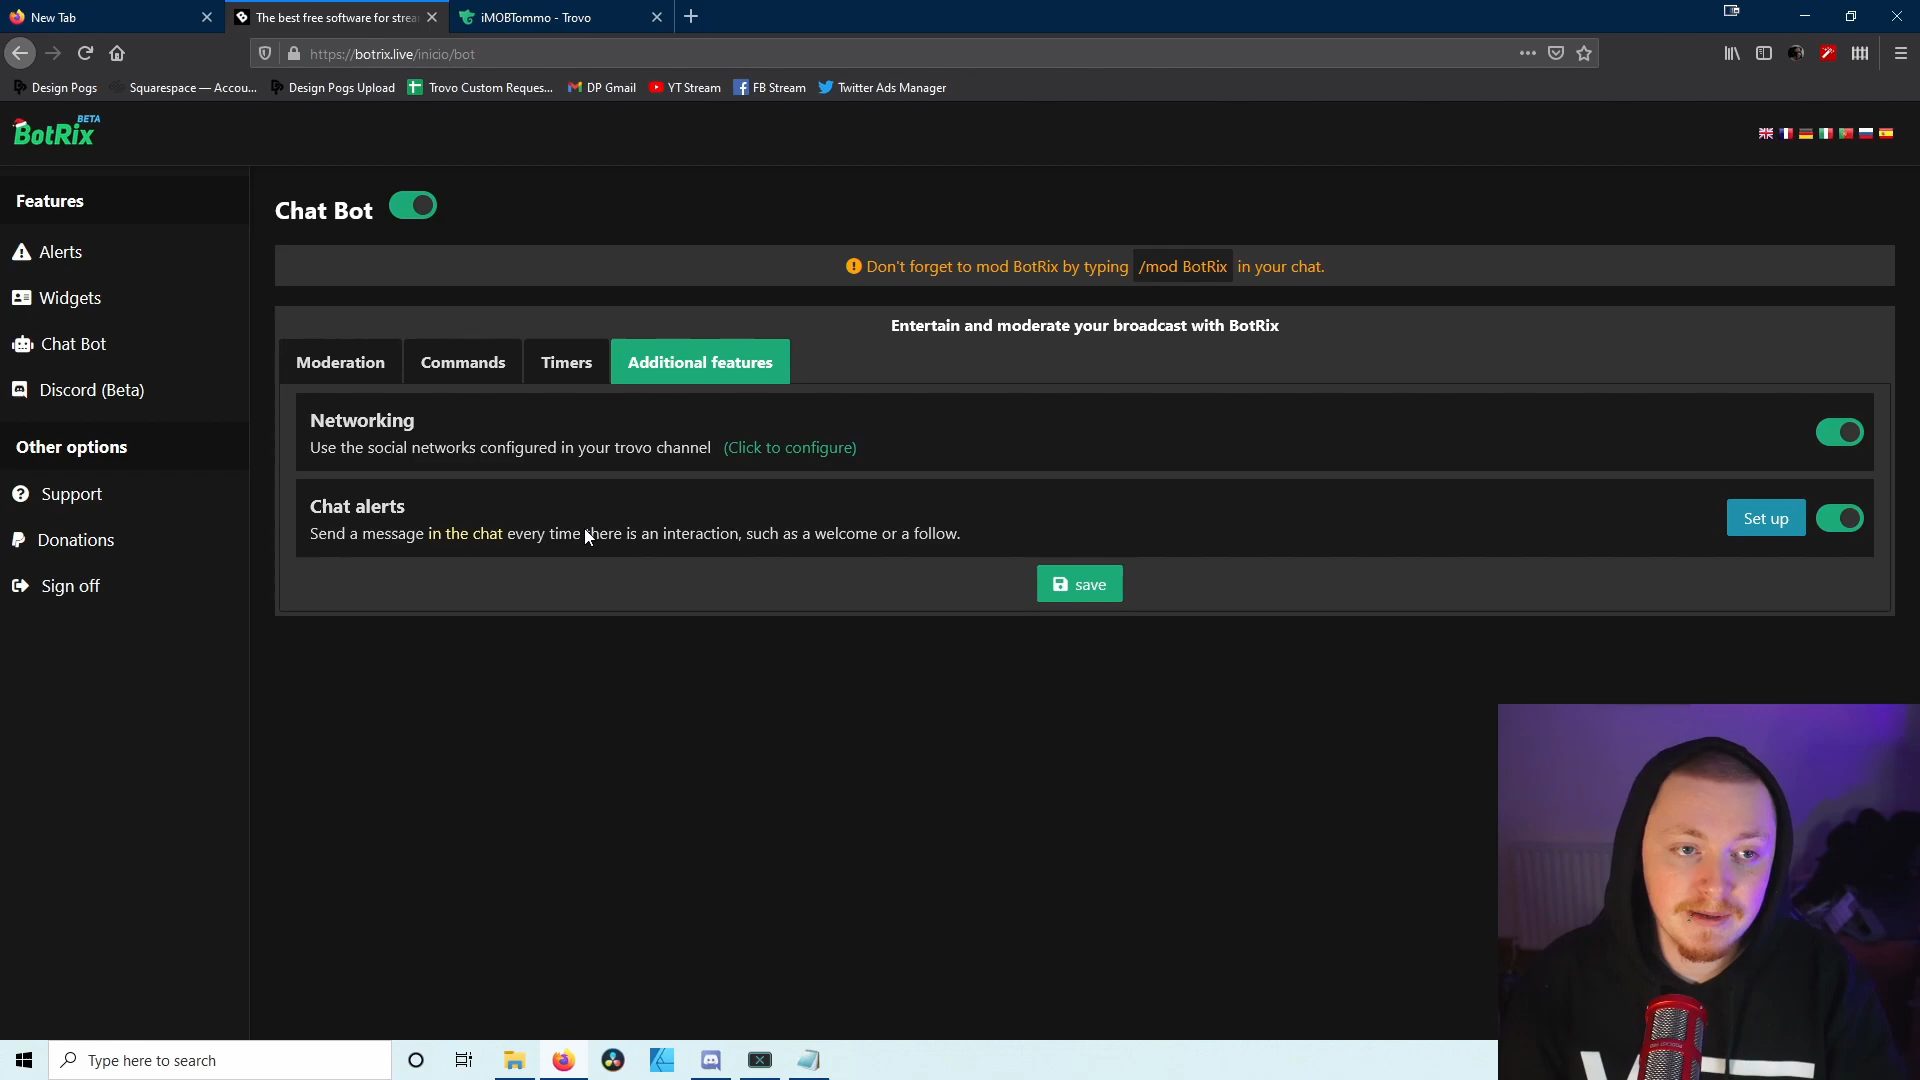 New Tab
The best free software for strea
iMOBTommo - Trovo
https://botrix.live/inicio/bot
Design Pogs
Squarespace — Accou...
Design Pogs Upload
Trovo Custom Reques...
DP Gmail
YT Stream
FB Stream
Twitter Ads Manager
BotRix BETA
Features
Alerts
Widgets
Chat Bot
Discord (Beta)
Other options
Support
Donations
Sign off
Chat Bot
Don't forget to mod BotRix by typing /mod BotRix in your chat.
Entertain and moderate your broadcast with BotRix
Moderation
Commands
Timers
Additional features
Networking
Use the social networks configured in your trovo channel (Click to configure)
Chat alerts
Send a message in the chat every time there is an interaction, such as a welcome or a follow.
Set up
save
Type here to search